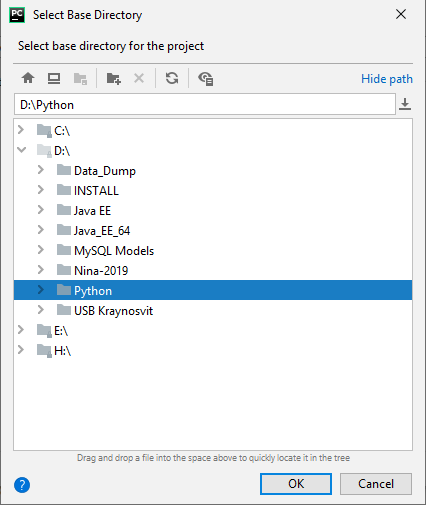 PC Select Base Directory
Select base directory for the project
Hide path
D:\Python
C:\
D:\
Data_Dump
INSTALL
Java EE
Java_EE_64
MySQL Models
Nina-2019
Python
USB Kraynosvit
E:\
H:\
Drag and drop a file into the space above to quickly locate it in the tree
? OK Cancel